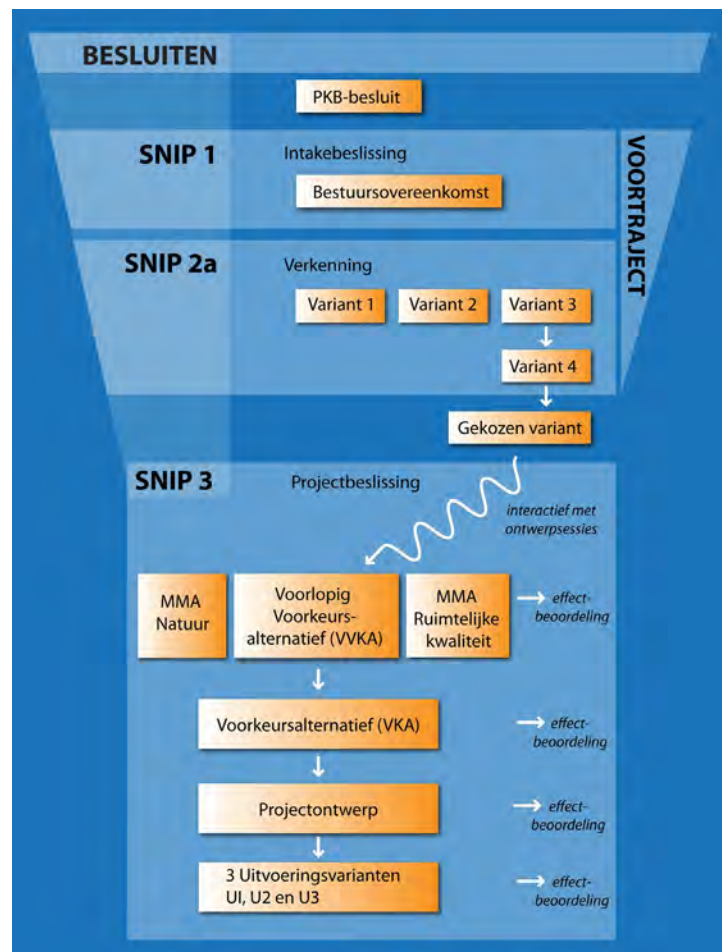 BESLUITEN
PKB-besluit
SNIP 1
Intakebeslissing
Bestuursovereenkomst
VOORTRAJECT
SNIP 2a
Verkenning
Variant 1
Variant 2
Variant 3
Variant 4
Gekozen variant
SNIP 3
Projectbeslissing
interactief met
ontwerpsessies
MMA
Natuur
Voorlopig
Voorkeurs-
alternatief (VVKA)
MMA
Ruimtelijke
kwaliteit
effect-
beoordeling
Voorkeursalternatief (VKA)
effect-
beoordeling
Projectontwerp
effect-
beoordeling
3 Uitvoeringsvarianten
UI, U2 en U3
effect-
beoordeling